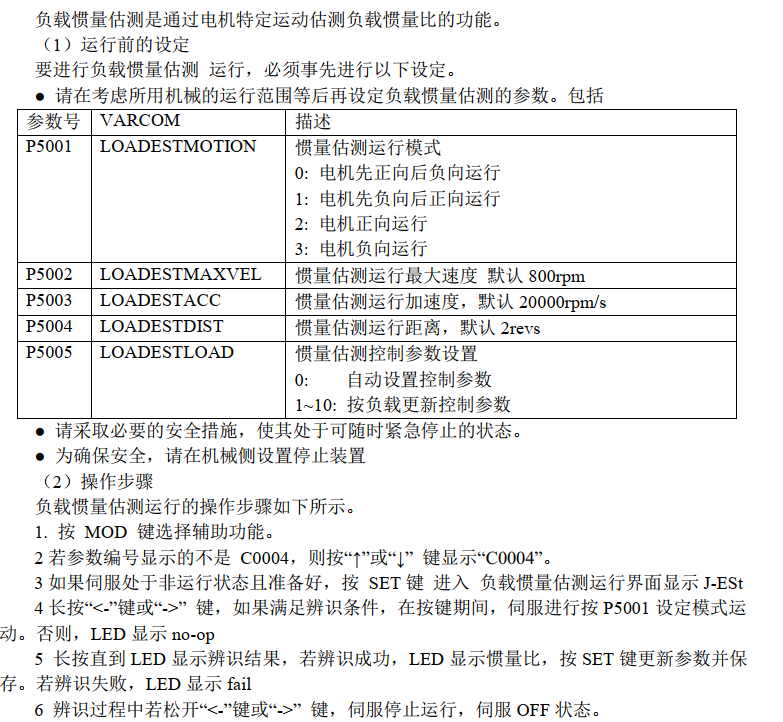 负载惯量估测是通过电机特定运动估测负载惯量比的功能。
（1）运行前的设定
要进行负载惯量估测 运行，必须事先进行以下设定。
● 请在考虑所用机械的运行范围等后再设定负载惯量估测的参数。包括
参数号 VARCOM 描述
P5001 LOADESTMOTION 惯量估测运行模式
0: 电机先正向后负向运行
1: 电机先负向后正向运行
2: 电机正向运行
3: 电机负向运行
P5002 LOADESTMAXVEL 惯量估测运行最大速度 默认 800rpm
P5003 LOADESTACC 惯量估测运行加速度，默认 20000rpm/s
P5004 LOADESTDIST 惯量估测运行距离，默认 2revs
P5005 LOADESTLOAD 惯量估测控制参数设置
0: 自动设置控制参数
1~10: 按负载更新控制参数
● 请采取必要的安全措施，使其处于可随时紧急停止的状态。
● 为确保安全，请在机械侧设置停止装置
（2）操作步骤
负载惯量估测运行的操作步骤如下所示。
1. 按 MOD 键选择辅助功能。
2 若参数编号显示的不是 C0004，则按“↑”或“↓” 键显示“C0004”。
3 如果伺服处于非运行状态且准备好，按 SET 键 进入 负载惯量估测运行界面显示 J-ESt
4 长按“<-”键或“->” 键，如果满足辨识条件，在按键期间，伺服进行按 P5001 设定模式运
动。否则，LED 显示 no-op
5 长按直到 LED 显示辨识结果，若辨识成功，LED 显示惯量比，按 SET 键更新参数并保
存。若辨识失败，LED 显示 fail
6 辨识过程中若松开“<-”键或“->” 键，伺服停止运行，伺服 OFF 状态。